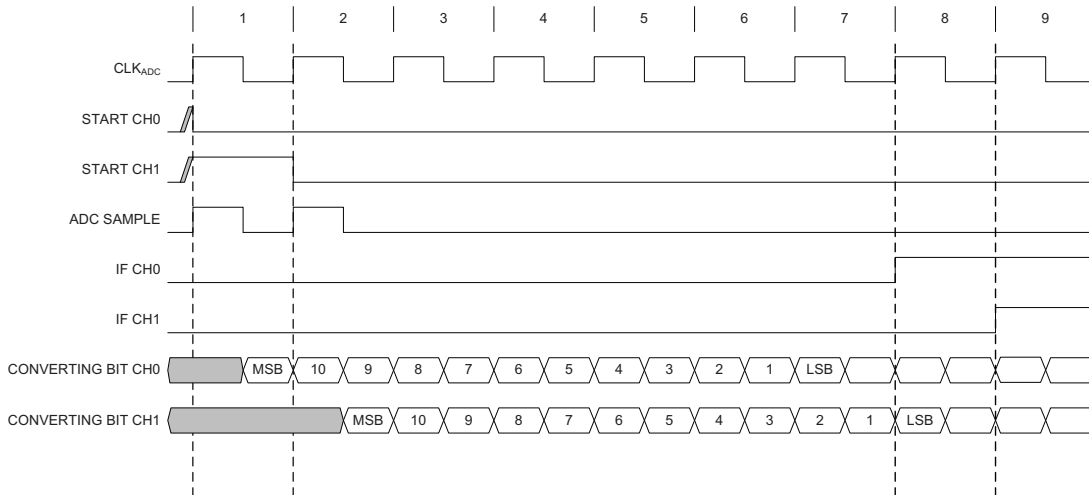 1 2 3 4 5 6 7 8 9
CLKADC
START CH0
START CH1
ADC SAMPLE
IF CH0
IF CH1
CONVERTING BIT CH0 MSB 10 9 8 7 6 5 4 3 2 1 LSB
CONVERTING BIT CH1 MSB 10 9 8 7 6 5 4 3 2 1 LSB